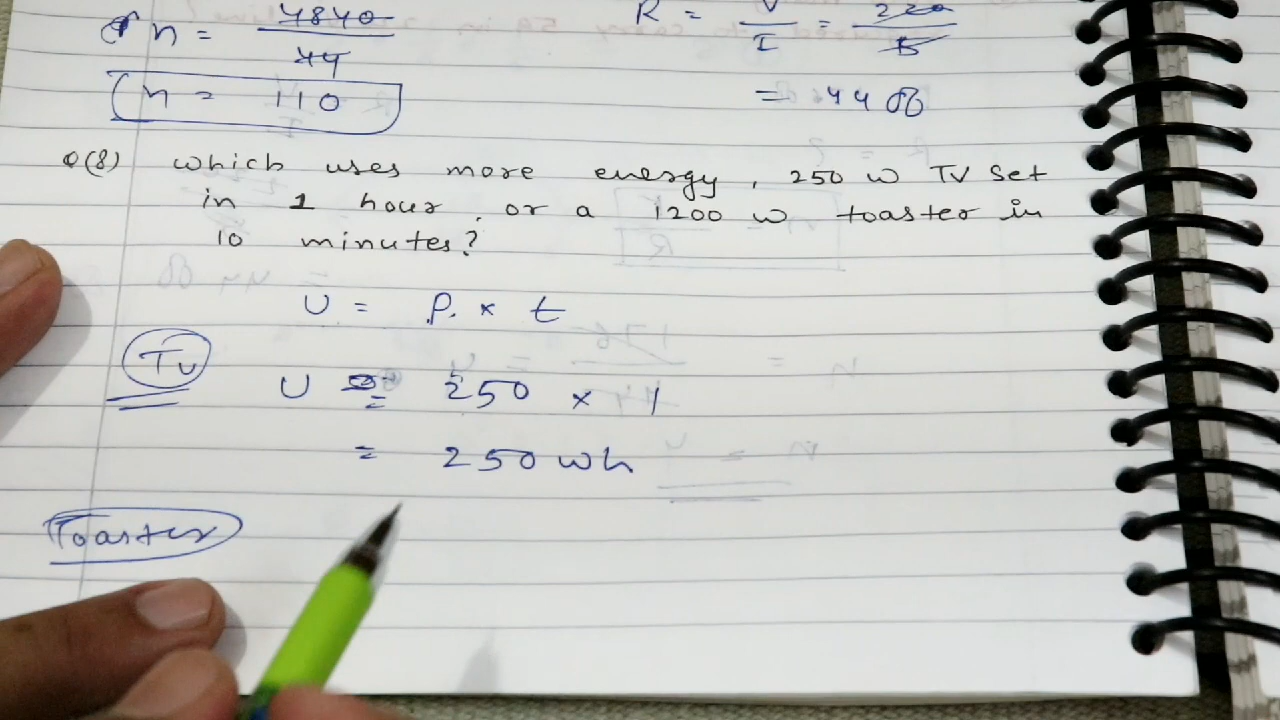 n = 4840 / 44
R = V / I = 220 / 5
n = 110
= 44 Ω
Q(8) which uses more energy, 250 W TV Set
in 1 hour, or a 1200 W toaster in
10 minutes?
U = P. × t
TV
U = 250 × 1
= 250 wh
Toaster